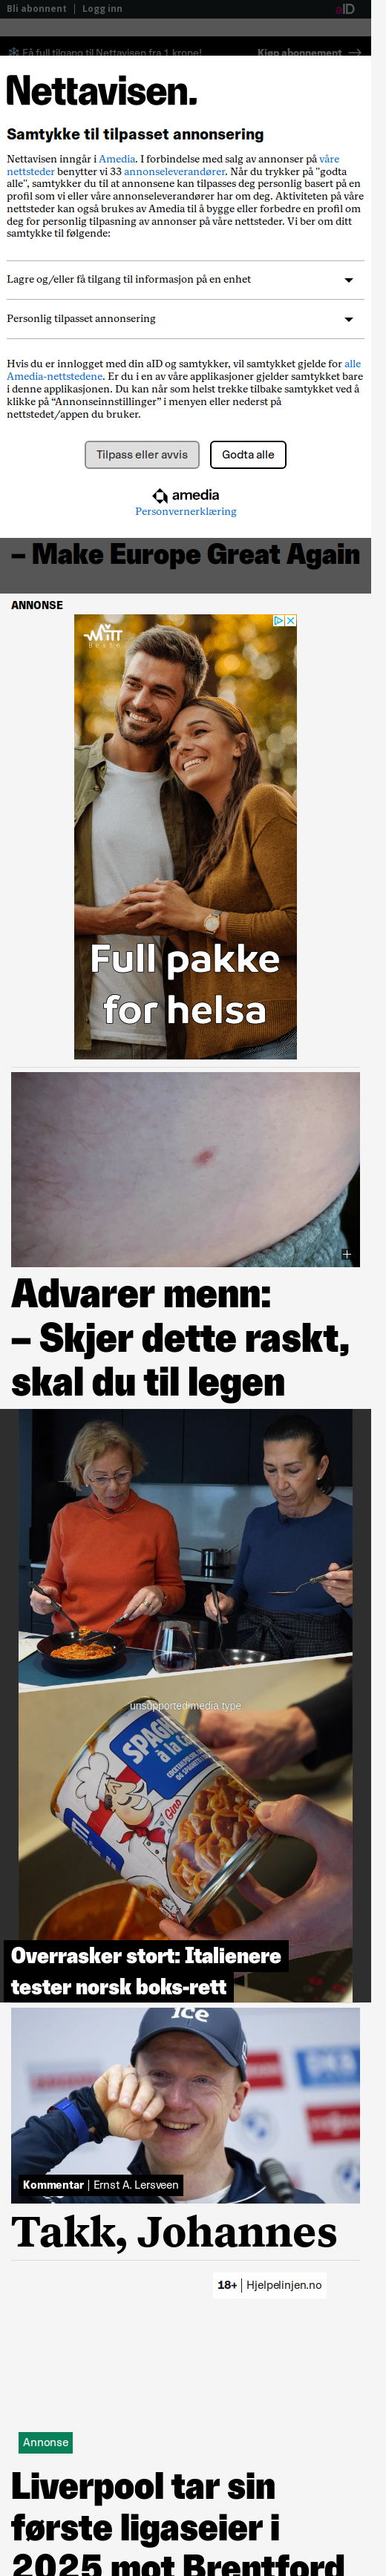 Bli abonnent | Logg inn
aID
Få full tilgang til Nettavisen fra 1 krone!
Kjøp abonnement
Nettavisen.
Samtykke til tilpasset annonsering
Nettavisen inngår i Amedia. I forbindelse med salg av annonser på våre
nettsteder benytter vi 33 annonseleverandører. Når du trykker på "godta
alle", samtykker du til at annonsene kan tilpasses deg personlig basert på en
profil som vi eller våre annonseleverandører har om deg. Aktiviteten på våre
nettsteder kan også brukes av Amedia til å bygge eller forbedre en profil om
deg for personlig tilpasning av annonser på våre nettsteder. Vi ber om ditt
samtykke til følgende:
Lagre og/eller få tilgang til informasjon på en enhet
Personlig tilpasset annonsering
Hvis du er innlogget med din aID og samtykker, vil samtykket gjelde for alle
Amedia-nettstedene. Er du i en av våre applikasjoner gjelder samtykket bare
i denne applikasjonen. Du kan når som helst trekke tilbake samtykket ved å
klikke på “Annonseinnstillinger” i menyen eller nederst på
nettstedet/appen du bruker.
Tilpass eller avvis
Godta alle
amedia
Personvernerklæring
– Make Europe Great Again
ANNONSE
MITT
Full pakke
for helsa
Advarer menn:
– Skjer dette raskt,
skal du til legen
unsupported media type
SPAGHETTI
à la Ca
Gino
Overrasker stort: Italienere
tester norsk boks-rett
ice
Kommentar | Ernst A. Lersveen
Takk, Johannes
18+ | Hjelpelinjen.no
Annonse
Liverpool tar sin
første ligaseier i
2025 mot Brentford